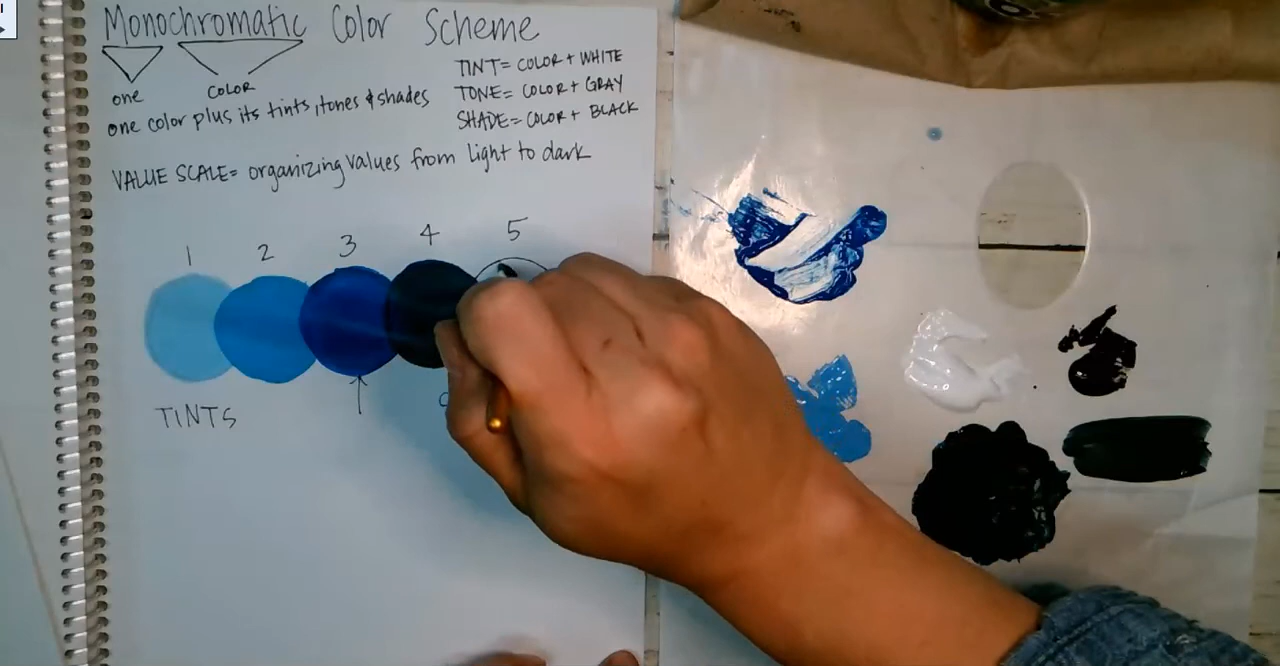 Monochromatic Color Scheme
one COLOR
one color plus its tints, tones & shades
TINT = COLOR + WHITE
TONE = COLOR + GRAY
SHADE = COLOR + BLACK
VALUE SCALE = organizing values from light to dark
1 2 3 4 5
TINTS